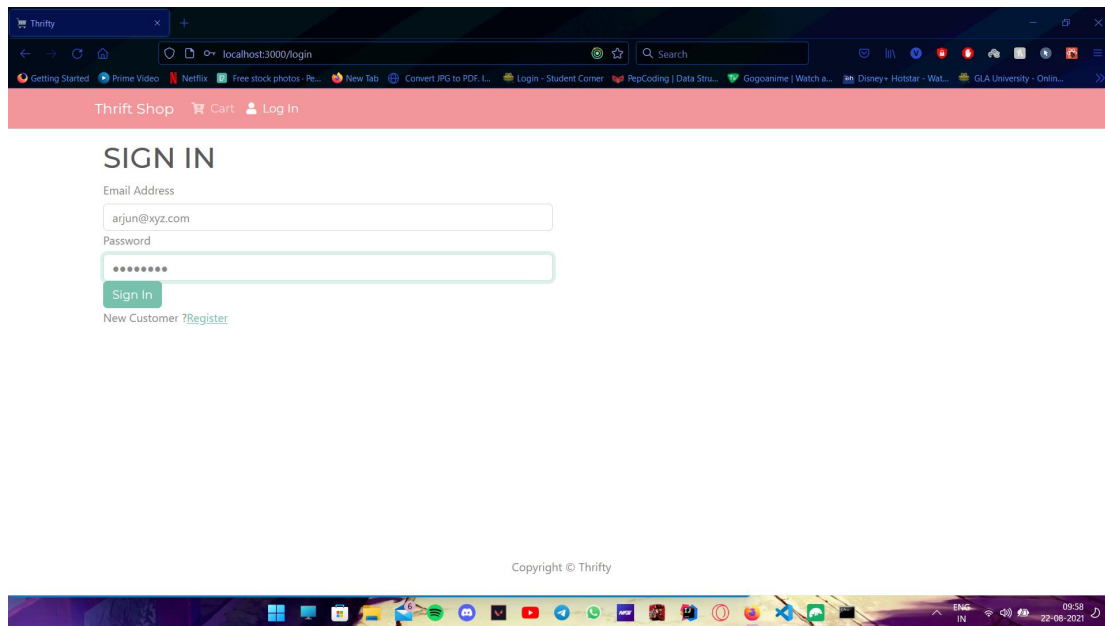 Thrifty
localhost:3000/login
Search
Getting Started Prime Video Netflix Free stock photos · Pe... New Tab Convert JPG to PDF. I... Login - Student Corner PepCoding | Data Stru... Gogoanime | Watch a... Disney+ Hotstar - Wat... GLA University - Onlin...
Thrift Shop Cart Log In
SIGN IN
Email Address
arjun@xyz.com
Password
Sign In
New Customer ?Register
Copyright © Thrifty
6
ENG
IN
09:58
22-08-2021